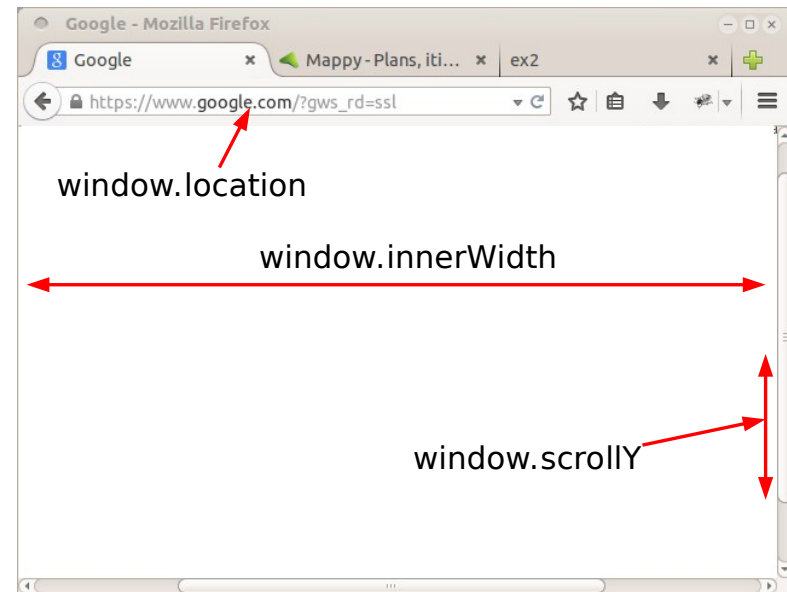 Google - Mozilla Firefox
8 Google Mappy - Plans, iti... ex2
https://www.google.com/?gws_rd=ssl
window.location
window.innerWidth
window.scrollY